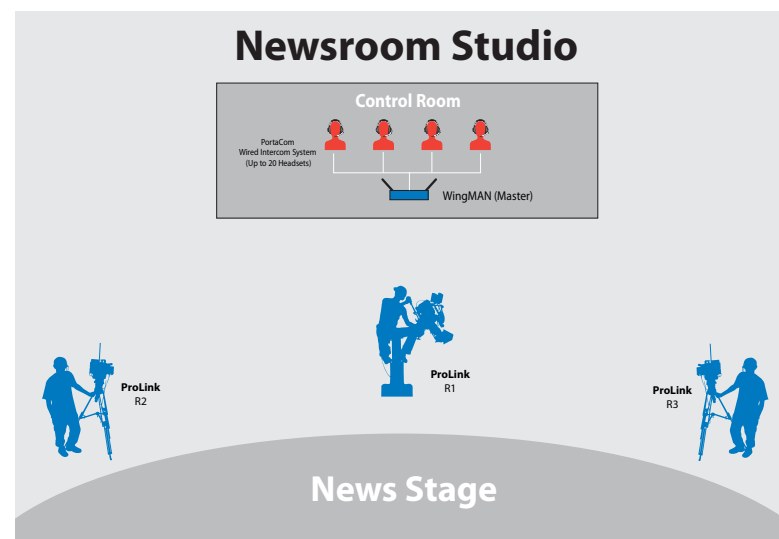 Newsroom Studio
Control Room
PortaCom
Wired Intercom System
(Up to 20 Headsets)
WingMAN (Master)
ProLink
R1
ProLink
R2
ProLink
R3
News Stage